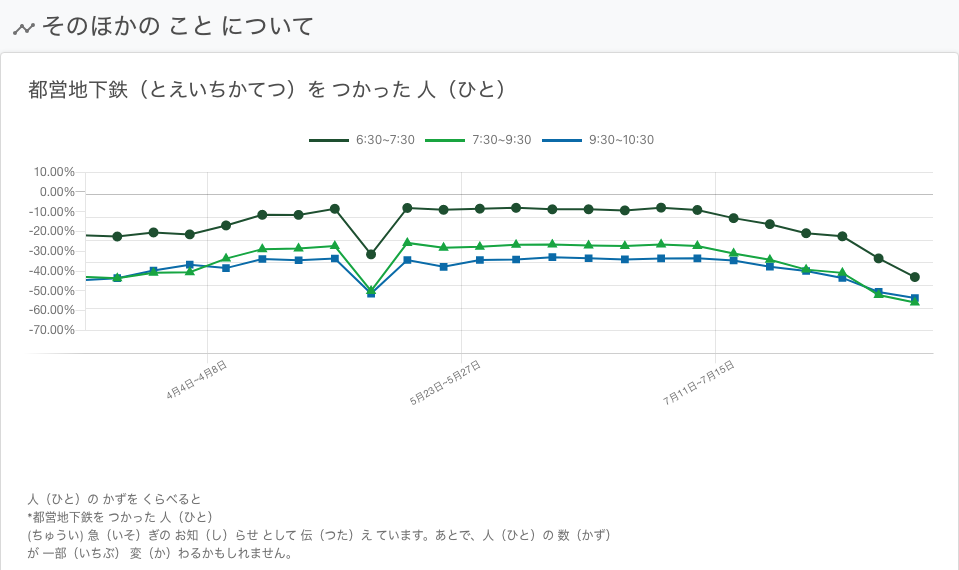 そのほかの こと について
都営地下鉄（とえいちかてつ）を つかった 人（ひと）
6:30~7:30 7:30~9:30 9:30~10:30
10.00%
0.00%
-10.00%
-20.00%
-30.00%
-40.00%
-50.00%
-60.00%
-70.00%
4月4日~4月8日 5月23日~5月27日 7月11日~7月15日
人（ひと）の かずを くらべると
*都営地下鉄を つかった 人（ひと）
(ちゅうい) 急（いそ）ぎの お知（し）らせ として 伝（つた）え ています。あとで、人（ひと）の 数（かず）
が 一部（いちぶ） 変（か）わるかもしれません。